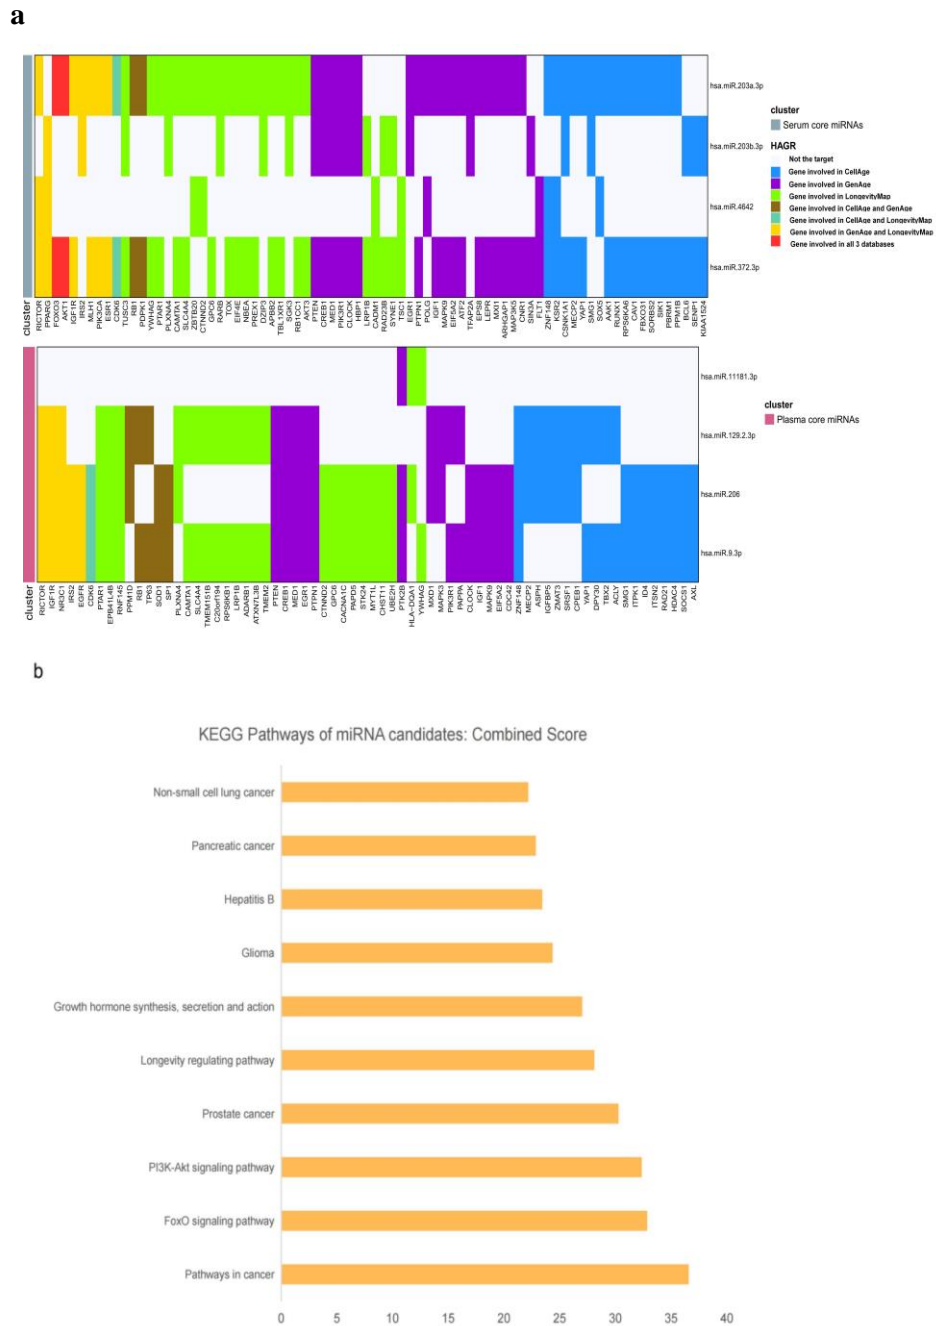 a
hsa.miR.203a.3p
hsa.miR.203b.3p
hsa.miR.4642
hsa.miR.372.3p
cluster
Serum core miRNAs
HAGR
Not the target
Gene involved in CellAge
Gene involved in GenAge
Gene involved in LongevityMap
Gene involved in CellAge and GenAge
Gene involved in CellAge and LongevityMap
Gene involved in GenAge and LongevityMap
Gene involved in all 3 databases
cluster
RICTOR
PPARG
FOXO3
AKT1
IGF1R
IRS2
MLH1
PIK3CA
ESR1
CDK6
TUSC3
RB1
PDPK1
YWHAG
PTAR1
PLXNA4
CAMTA1
SLC4A4
ZBTB20
CTNND2
GPC6
RARB
TOX
EIF4E
NBEA
PREX1
DZIP3
APBB2
TBL1XR1
SGK3
RB1CC1
AKT3
PTEN
CREB1
MED1
PIK3R1
CLOCK
HBP1
LRP1B
CADM1
RAD23B
SYNE1
TSC1
EGR1
PTPN1
POLG
IGF1
MAPK9
EIF5A2
ATF2
TFAP2A
EPS8
LEPR
MXI1
ARHGAP1
MAP3K5
CNR1
SIN3A
FLT1
ZNF148
KSR2
CSNK1A1
MECP2
YAP1
SMG1
SOX5
AAK1
RUNX1
RPS6KA6
CAV1
FBXO31
SORBS2
SIK1
PBRM1
PPM1B
BCL6
SENP1
KIAA1524
hsa.miR.11181.3p
hsa.miR.129.2.3p
hsa.miR.206
hsa.miR.9.3p
cluster
Plasma core miRNAs
cluster
RICTOR
IGF1R
NR3C1
IRS2
EGFR
CDK6
PTAR1
EPB41L4B
RNF145
PPM1D
RB1
TP63
SOD1
SP1
PLXNA4
CAMTA1
SLC4A4
TMEM151B
C20orf194
RPS6KB1
LRP1B
ADARB1
ATXN7L3B
TMEM2
PTEN
CREB1
MED1
EGR1
PTPN1
CTNND2
GPC6
CACNA1C
PAPD5
STK24
MYT1L
CHST11
UBE2H
PTK2B
HLA-DQA1
YWHAG
MXD1
MAPK3
PIK3R1
PAPPA
CLOCK
IGF1
MAPK9
EIF5A2
CDC42
ZNF148
MECP2
ASPH
IGFBP5
ZMAT3
SRSF1
CPEB1
YAP1
DPY30
TBX2
ACLY
SMG1
ITPK1
ID4
ITSN2
RAD21
HDAC4
SOCS1
AXL
b
KEGG Pathways of miRNA candidates: Combined Score
Non-small cell lung cancer
Pancreatic cancer
Hepatitis B
Glioma
Growth hormone synthesis, secretion and action
Longevity regulating pathway
Prostate cancer
PI3K-Akt signaling pathway
FoxO signaling pathway
Pathways in cancer
0 5 10 15 20 25 30 35 40